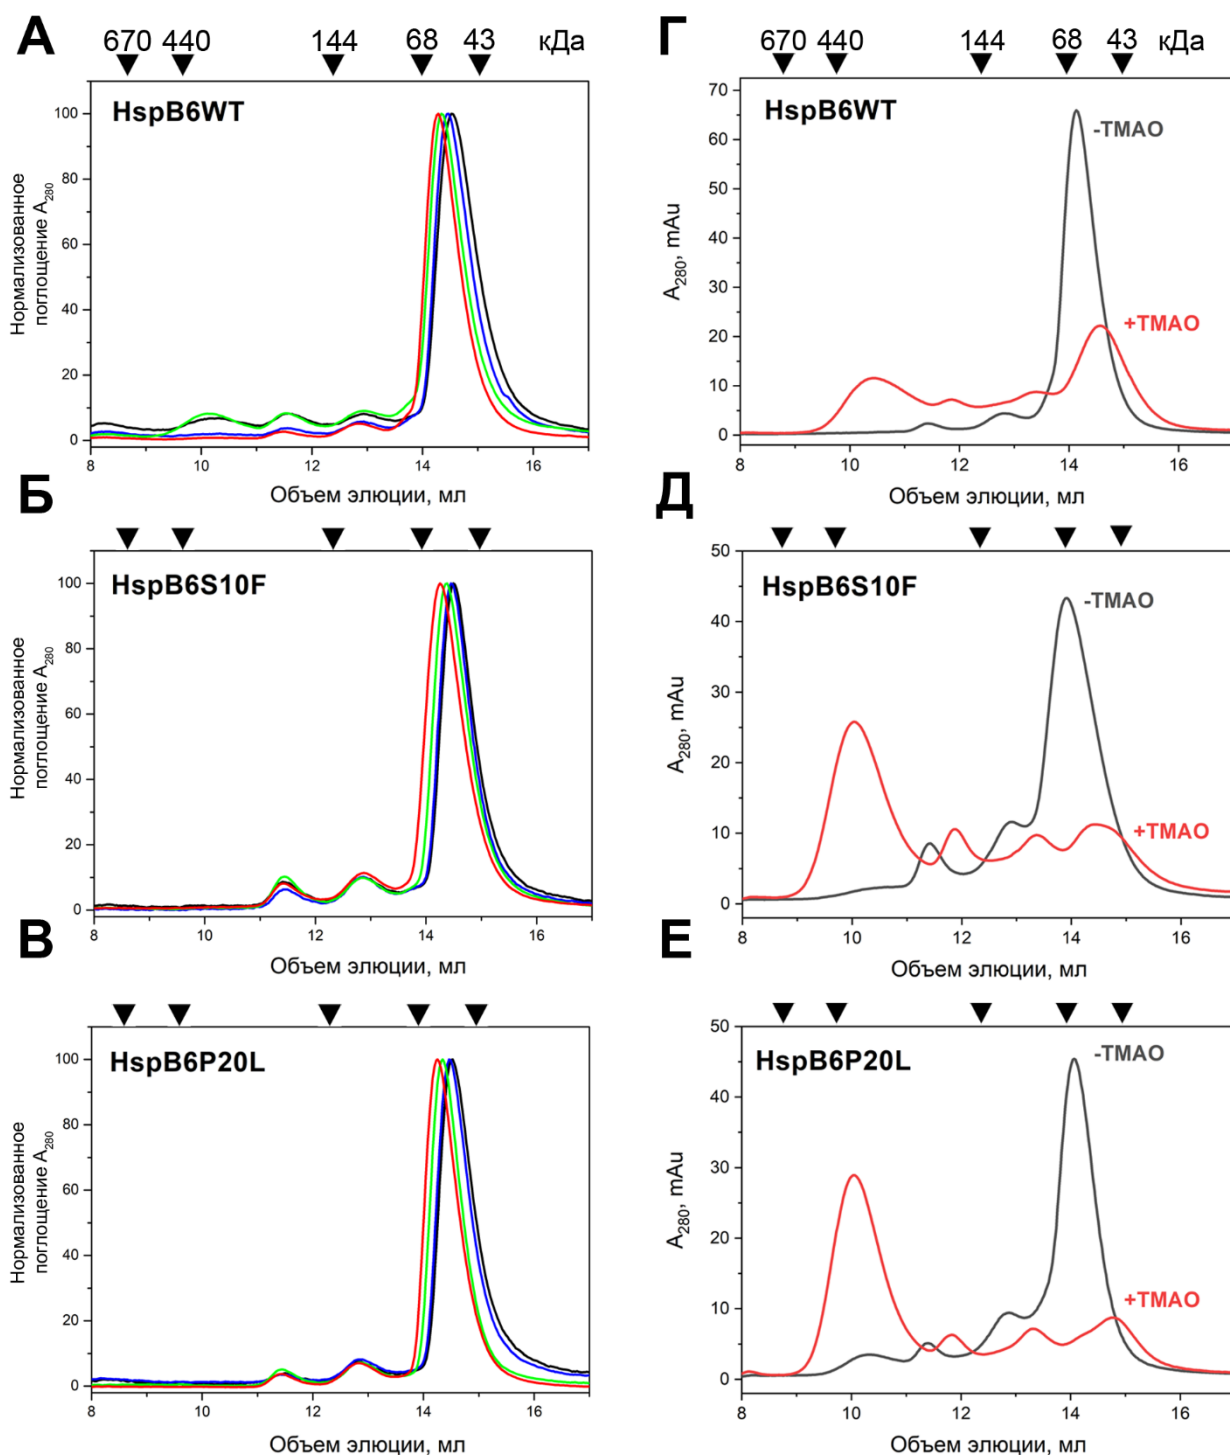 А
670 440 144 68 43 кДа
HspB6WT
Нормализованное
поглощение A280
100
80
60
40
20
0
8 10 12 14 16
Объем элюции, мл
Г
670 440 144 68 43 кДа
HspB6WT
-TMAO
+TMAO
A280, mAu
70
60
50
40
30
20
10
0
8 10 12 14 16
Объем элюции, мл
Б
HspB6S10F
Нормализованное
поглощение A280
100
80
60
40
20
0
8 10 12 14 16
Объем элюции, мл
Д
HspB6S10F
-TMAO
+TMAO
A280, mAu
50
40
30
20
10
0
8 10 12 14 16
Объем элюции, мл
В
HspB6P20L
Нормализованное
поглощение A280
100
80
60
40
20
0
8 10 12 14 16
Объем элюции, мл
Е
HspB6P20L
-TMAO
+TMAO
A280, mAu
50
40
30
20
10
0
8 10 12 14 16
Объем элюции, мл